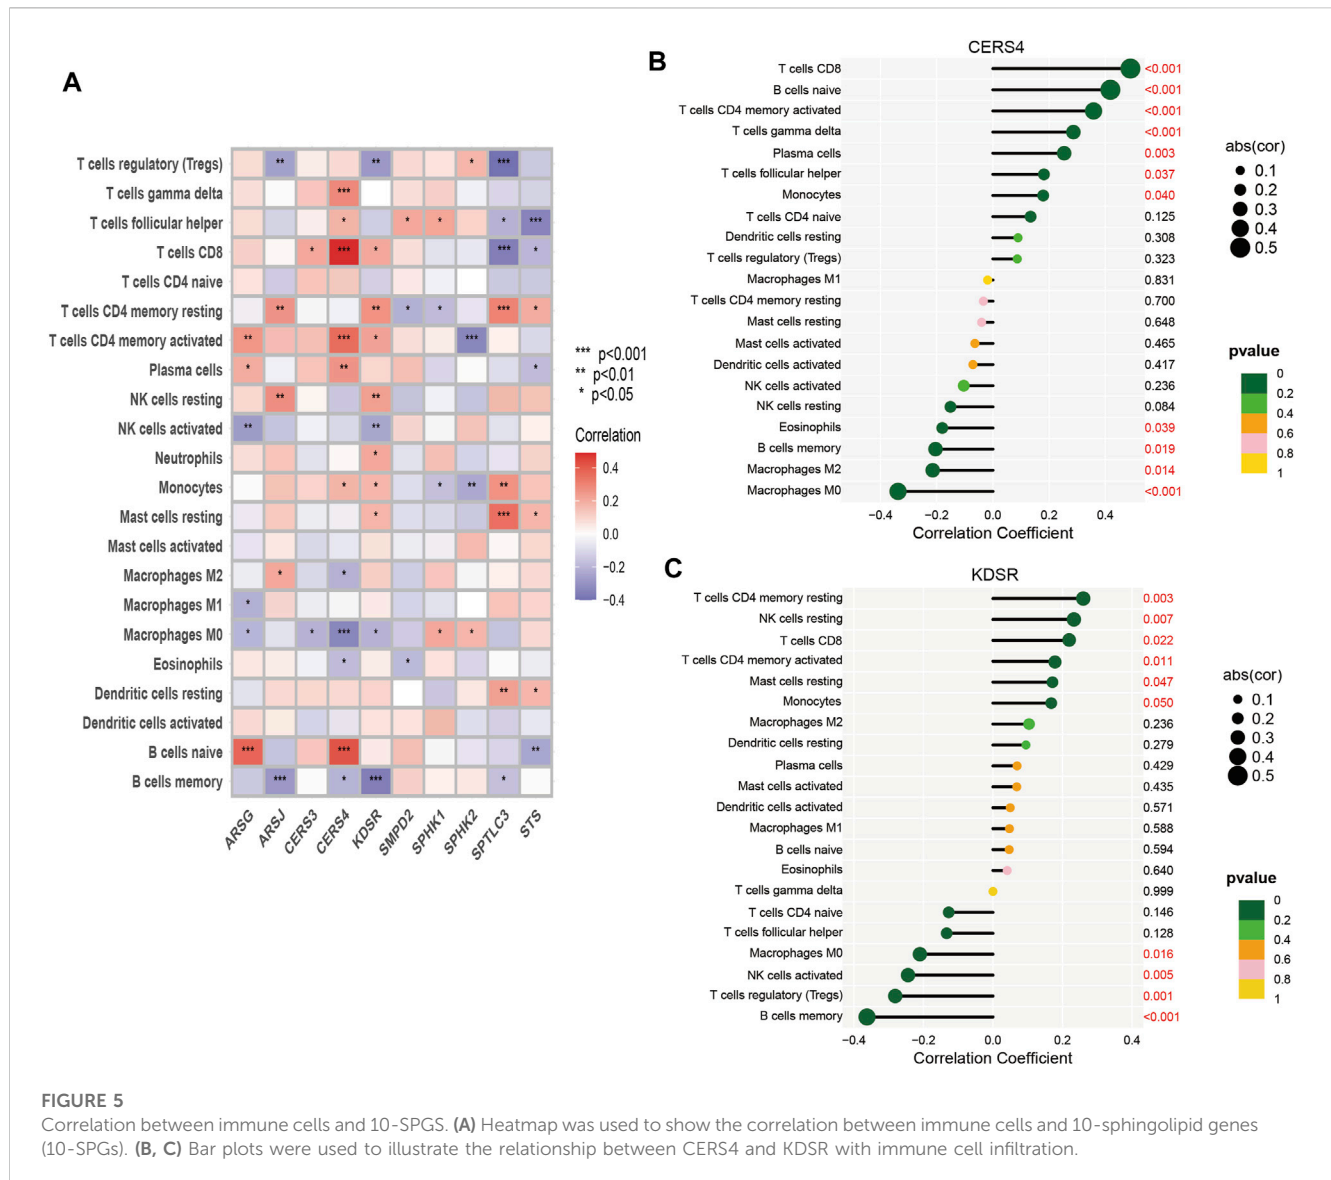 A
T cells regulatory (Tregs) ** ** * ***
T cells gamma delta ***
T cells follicular helper * * * * ***
T cells CD8 * *** * *** *
T cells CD4 naive
T cells CD4 memory resting ** ** * * *** *
T cells CD4 memory activated ** *** * ***
Plasma cells * ** *
NK cells resting ** **
NK cells activated ** **
Neutrophils *
Monocytes * * * ** **
Mast cells resting * *** *
Mast cells activated
Macrophages M2 * *
Macrophages M1 *
Macrophages M0 * * *** * * *
Eosinophils * *
Dendritic cells resting ** *
Dendritic cells activated
B cells naive *** *** **
B cells memory *** * *** *
ARSG ARSJ CERS3 CERS4 KDSR SMPD2 SPHK1 SPHK2 SPTLC3 STS
*** p<0.001
** p<0.01
* p<0.05
Correlation
0.4
0.2
0.0
−0.2
−0.4
B
CERS4
T cells CD8 <0.001
B cells naive <0.001
T cells CD4 memory activated <0.001
T cells gamma delta <0.001
Plasma cells 0.003
T cells follicular helper 0.037
Monocytes 0.040
T cells CD4 naive 0.125
Dendritic cells resting 0.308
T cells regulatory (Tregs) 0.323
Macrophages M1 0.831
T cells CD4 memory resting 0.700
Mast cells resting 0.648
Mast cells activated 0.465
Dendritic cells activated 0.417
NK cells activated 0.236
NK cells resting 0.084
Eosinophils 0.039
B cells memory 0.019
Macrophages M2 0.014
Macrophages M0 <0.001
−0.4 −0.2 0.0 0.2 0.4
Correlation Coefficient
abs(cor)
0.1
0.2
0.3
0.4
0.5
pvalue
0
0.2
0.4
0.6
0.8
1
C
KDSR
T cells CD4 memory resting 0.003
NK cells resting 0.007
T cells CD8 0.022
T cells CD4 memory activated 0.011
Mast cells resting 0.047
Monocytes 0.050
Macrophages M2 0.236
Dendritic cells resting 0.279
Plasma cells 0.429
Mast cells activated 0.435
Dendritic cells activated 0.571
Macrophages M1 0.588
B cells naive 0.594
Eosinophils 0.640
T cells gamma delta 0.999
T cells CD4 naive 0.146
T cells follicular helper 0.128
Macrophages M0 0.016
NK cells activated 0.005
T cells regulatory (Tregs) 0.001
B cells memory <0.001
−0.4 −0.2 0.0 0.2 0.4
Correlation Coefficient
abs(cor)
0.1
0.2
0.3
0.4
0.5
pvalue
0
0.2
0.4
0.6
0.8
1
FIGURE 5
Correlation between immune cells and 10-SPGS. (A) Heatmap was used to show the correlation between immune cells and 10-sphingolipid genes
(10-SPGs). (B, C) Bar plots were used to illustrate the relationship between CERS4 and KDSR with immune cell infiltration.